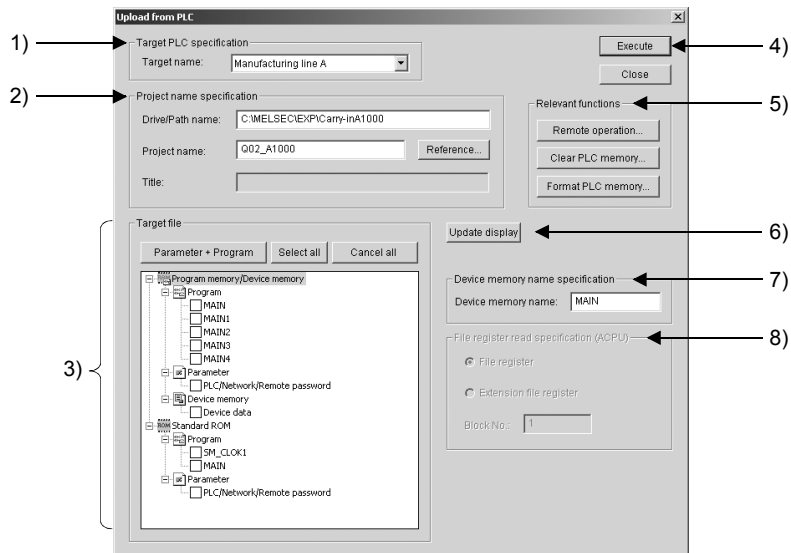 Upload from PLC
1)
Target PLC specification
Target name: Manufacturing line A
Execute
4)
Close
2)
Project name specification
Drive/Path name: C:\MELSEC\EXP\Carry-inA1000
Project name: Q02_A1000 Reference...
Title:
Relevant functions
5)
Remote operation...
Clear PLC memory...
Format PLC memory...
3)
Target file
Parameter + Program Select all Cancel all
Program memory/Device memory
Program
MAIN
MAIN1
MAIN2
MAIN3
MAIN4
Parameter
PLC/Network/Remote password
Device memory
Device data
Standard ROM
Program
SM_CLOK1
MAIN
Parameter
PLC/Network/Remote password
Update display
6)
Device memory name specification
7)
Device memory name: MAIN
File register read specification (ACPU)
8)
File register
Extension file register
Block No.: 1